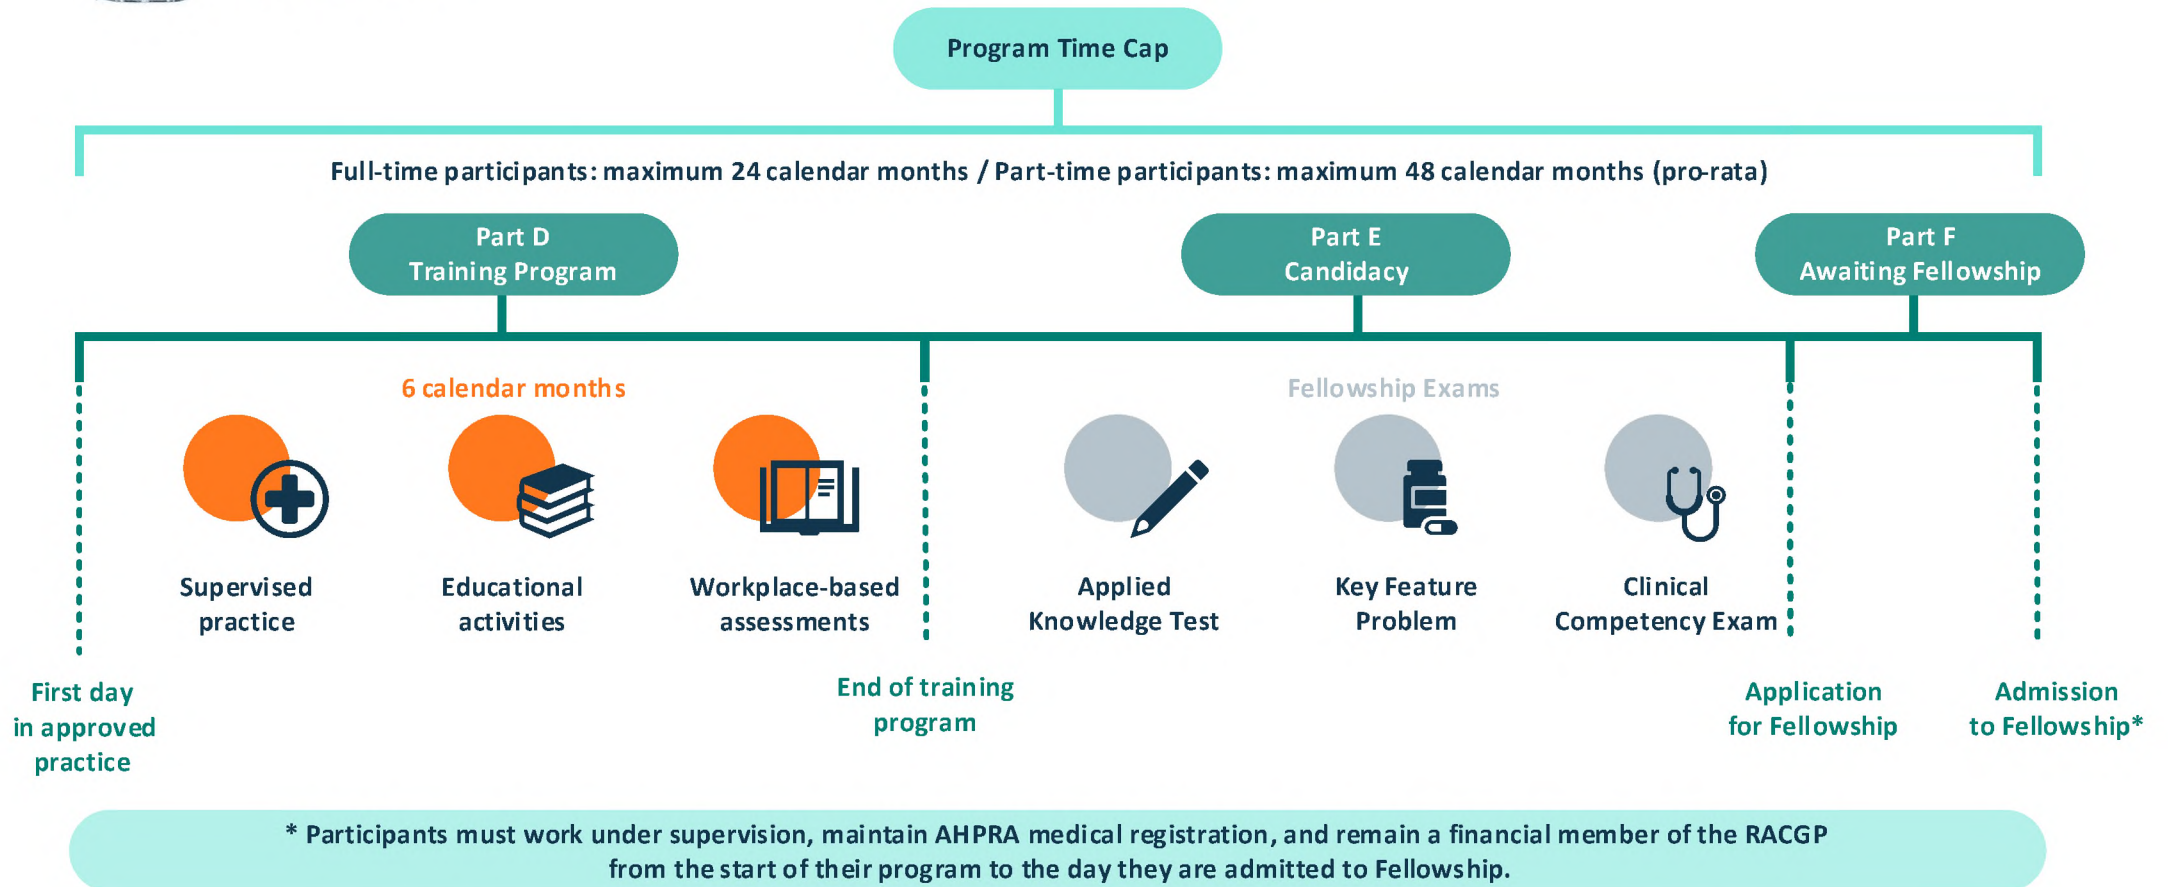 Program Time Cap
Full-time participants: maximum 24 calendar months / Part-time participants: maximum 48 calendar months (pro-rata)
Part D
Training Program
Part E
Candidacy
Part F
Awaiting Fellowship
6 calendar months
Fellowship Exams
Supervised
practice
Educational
activities
Workplace-based
assessments
Applied
Knowledge Test
Key Feature
Problem
Clinical
Competency Exam
First day
in approved
practice
End of training
program
Application
for Fellowship
Admission
to Fellowship*
* Participants must work under supervision, maintain AHPRA medical registration, and remain a financial member of the RACGP
from the start of their program to the day they are admitted to Fellowship.